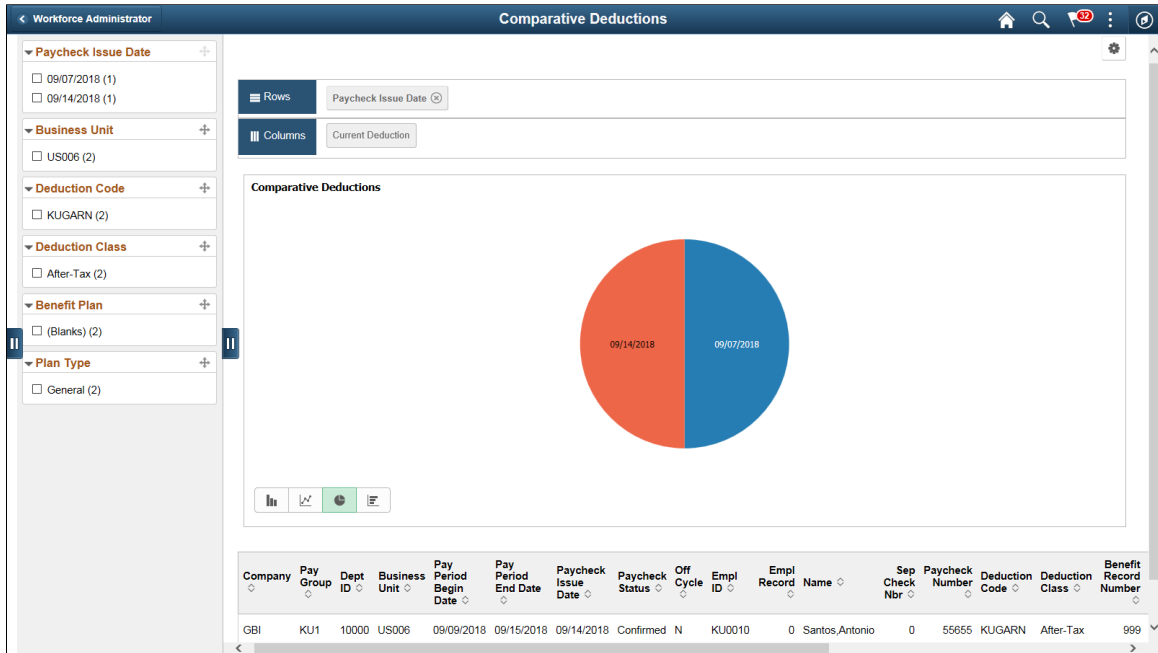 Workforce Administrator
Comparative Deductions
32
Paycheck Issue Date
09/07/2018 (1)
09/14/2018 (1)
Business Unit
US006 (2)
Deduction Code
KUGARN (2)
Deduction Class
After-Tax (2)
Benefit Plan
(Blanks) (2)
Plan Type
General (2)
Rows
Paycheck Issue Date
Columns
Current Deduction
Comparative Deductions
09/14/2018
09/07/2018
Company
Pay
Group
Dept
ID
Business
Unit
Pay
Period
Begin
Date
Pay
Period
End Date
Paycheck
Issue
Date
Paycheck
Status
Off
Cycle
Empl
ID
Empl
Record
Name
Sep
Check
Nbr
Paycheck
Number
Deduction
Code
Deduction
Class
Benefit
Record
Number
GBI KU1 10000 US006 09/09/2018 09/15/2018 09/14/2018 Confirmed N KU0010 0 Santos,Antonio 0 55655 KUGARN After-Tax 999